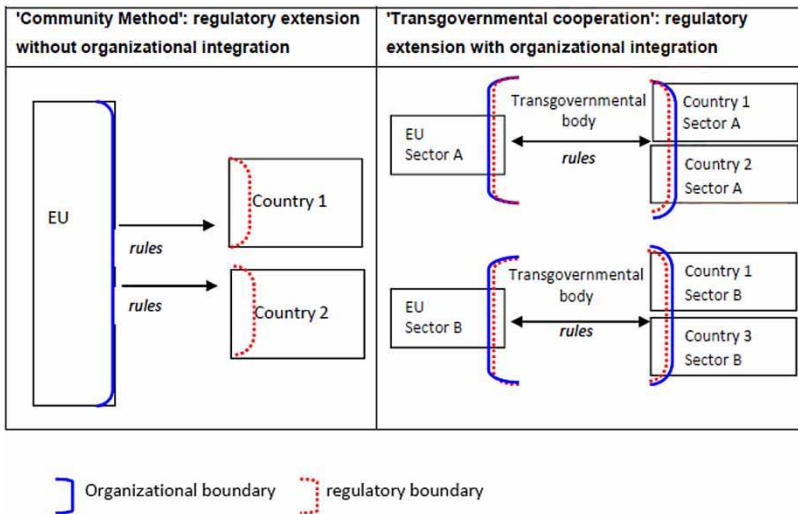 'Community Method': regulatory extension
without organizational integration
'Transgovernmental cooperation': regulatory
extension with organizational integration
EU
rules
rules
Country 1
Country 2
EU
Sector A
Transgovernmental
body
rules
Country 1
Sector A
Country 2
Sector A
EU
Sector B
Transgovernmental
body
rules
Country 1
Sector B
Country 3
Sector B
Organizational boundary
regulatory boundary